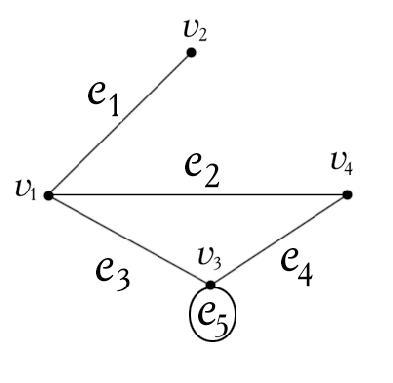 v₂
e₁
e₂
v₄
v₁
v₃
e₃
e₄
e₅